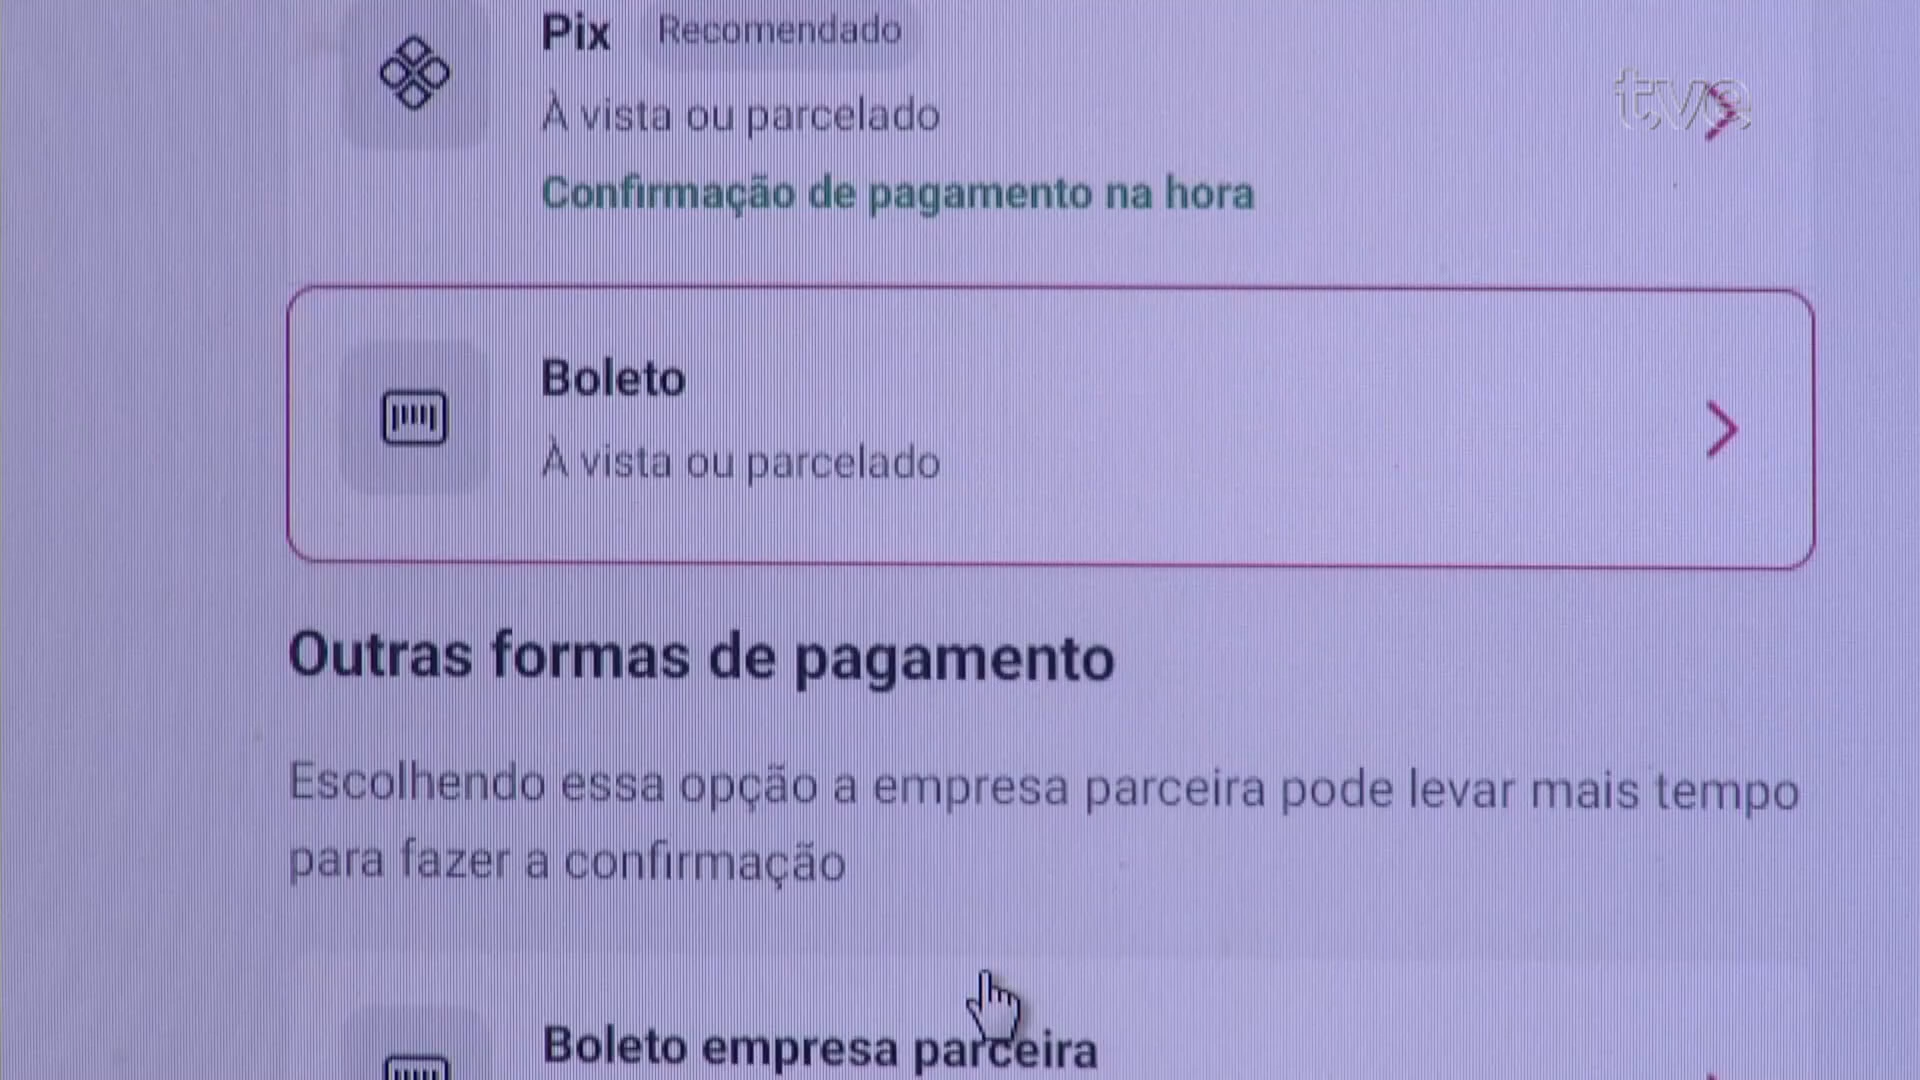 Pix Recomendado
À vista ou parcelado
Confirmação de pagamento na hora
tve
Boleto
À vista ou parcelado
Outras formas de pagamento
Escolhendo essa opção a empresa parceira pode levar mais tempo
para fazer a confirmação
Boleto empresa parceira